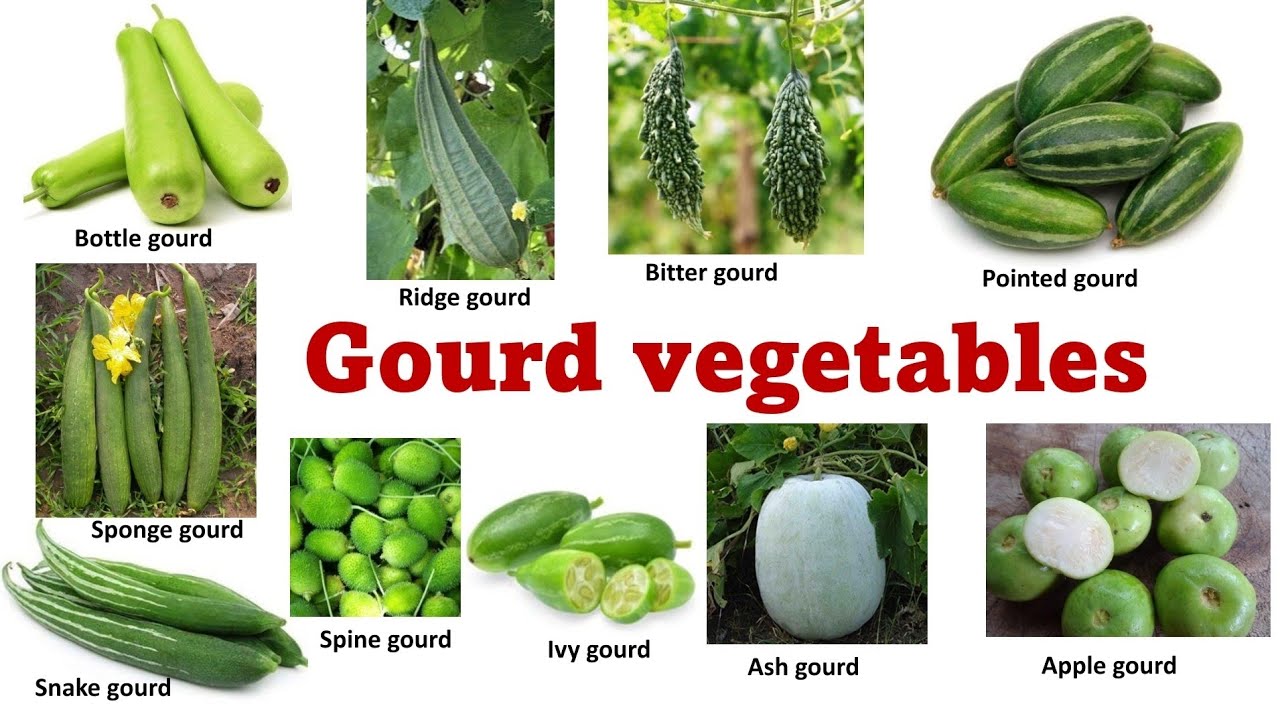 Bottle gourd
Ridge gourd
Bitter gourd
Pointed gourd
Gourd vegetables
Sponge gourd
Spine gourd
Ivy gourd
Ash gourd
Apple gourd
Snake gourd